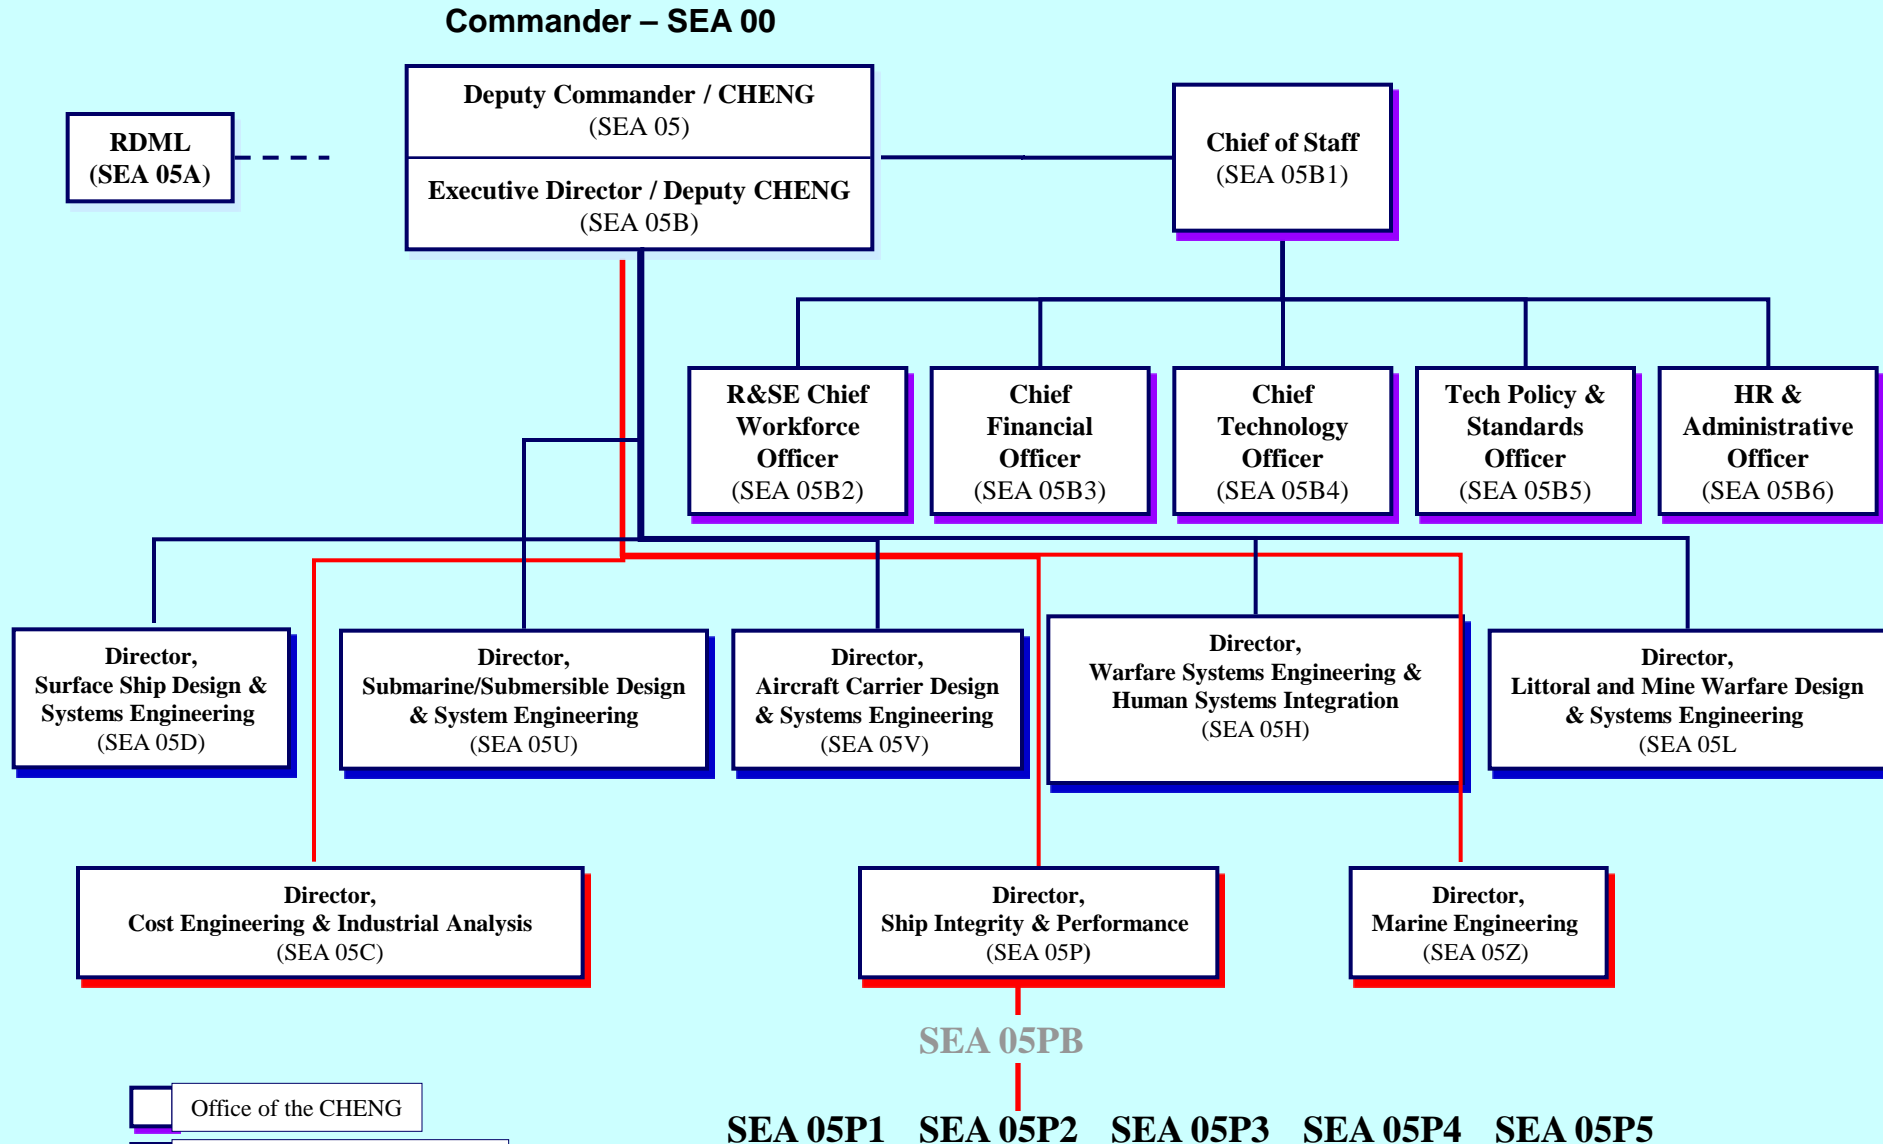 Commander – SEA 00
Deputy Commander / CHENG
(SEA 05)
Executive Director / Deputy CHENG
(SEA 05B)
RDML
(SEA 05A)
Chief of Staff
(SEA 05B1)
R&SE Chief
Workforce
Officer
(SEA 05B2)
Chief
Financial
Officer
(SEA 05B3)
Chief
Technology
Officer
(SEA 05B4)
Tech Policy &
Standards
Officer
(SEA 05B5)
HR &
Administrative
Officer
(SEA 05B6)
Director,
Surface Ship Design &
Systems Engineering
(SEA 05D)
Director,
Submarine/Submersible Design
& System Engineering
(SEA 05U)
Director,
Aircraft Carrier Design
& Systems Engineering
(SEA 05V)
Director,
Warfare Systems Engineering &
Human Systems Integration
(SEA 05H)
Director,
Littoral and Mine Warfare Design
& Systems Engineering
(SEA 05L
Director,
Cost Engineering & Industrial Analysis
(SEA 05C)
Director,
Ship Integrity & Performance
(SEA 05P)
Director,
Marine Engineering
(SEA 05Z)
SEA 05PB
SEA 05P1 SEA 05P2 SEA 05P3 SEA 05P4 SEA 05P5
Office of the CHENG